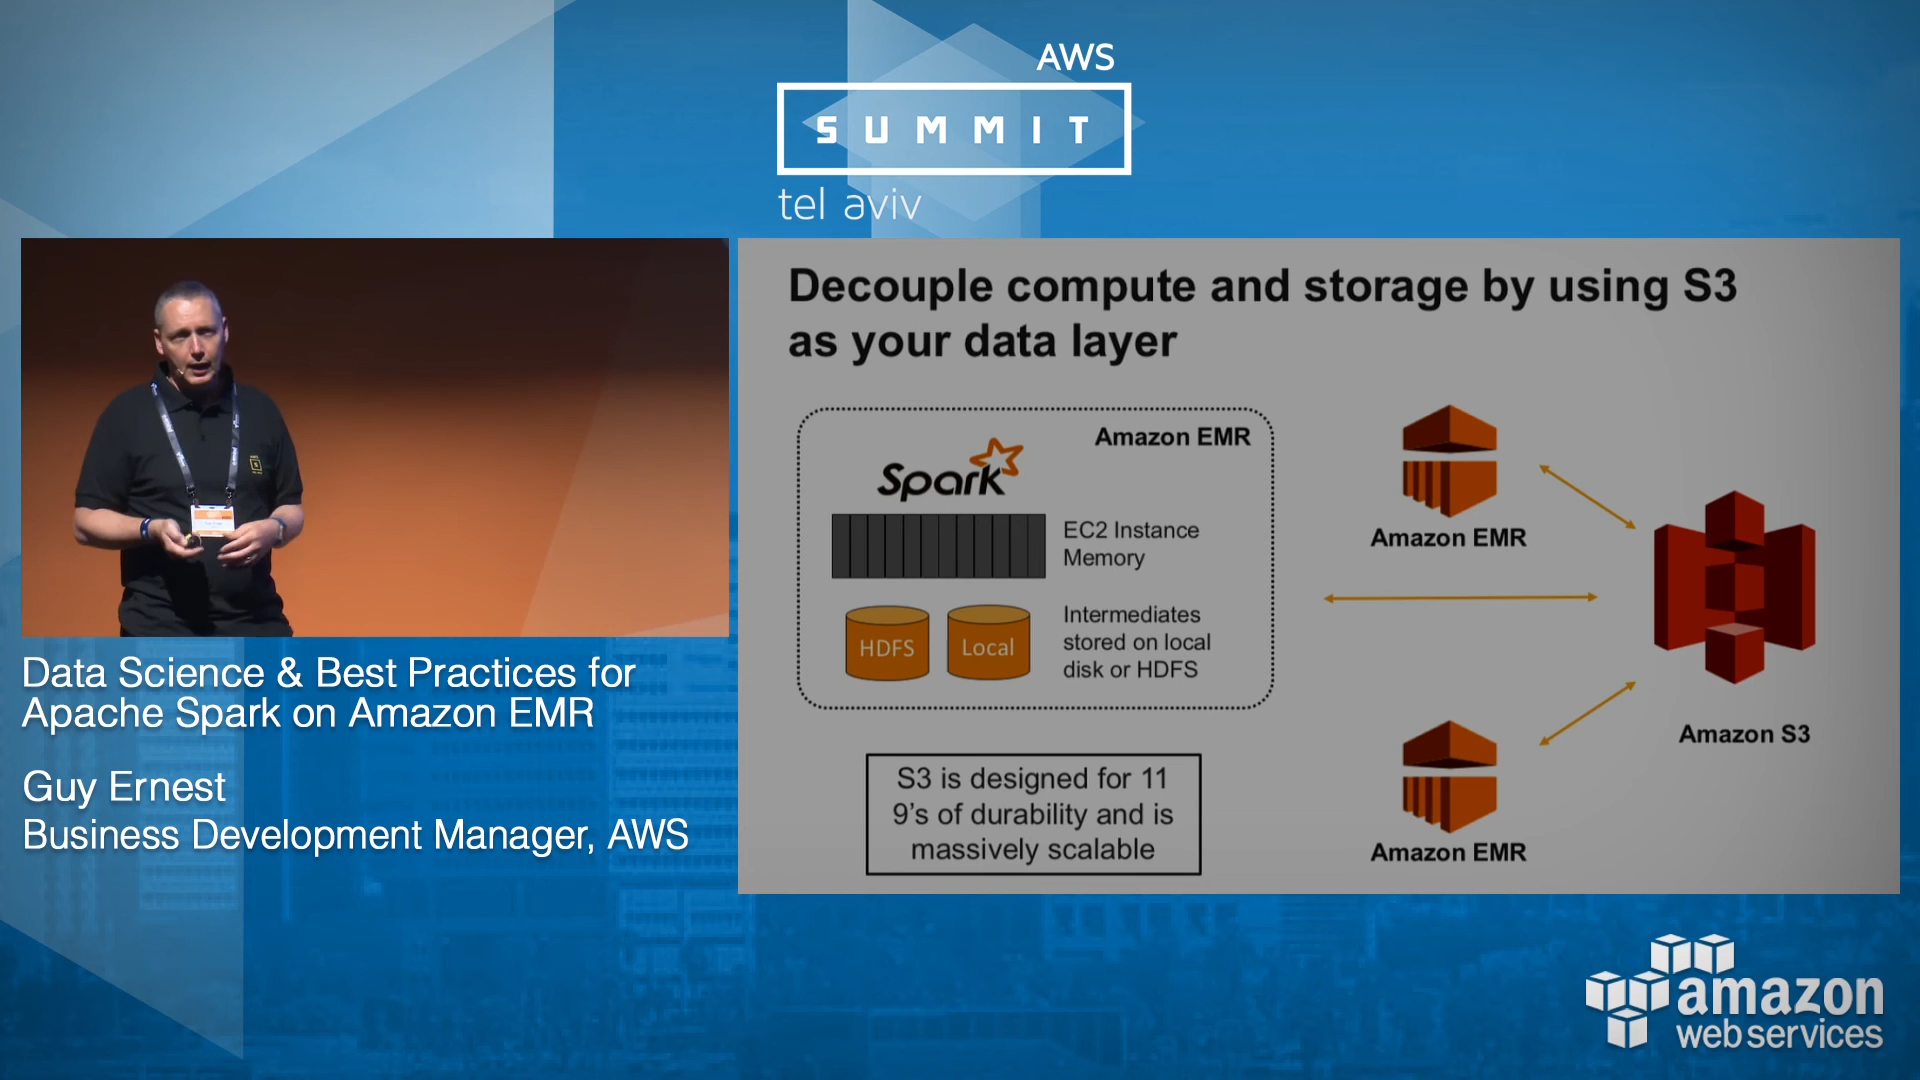 AWS
SUMMIT
tel aviv
Decouple compute and storage by using S3
as your data layer
Amazon EMR
Spark
EC2 Instance
Memory
HDFS
Local
Intermediates
stored on local
disk or HDFS
S3 is designed for 11
9’s of durability and is
massively scalable
Amazon EMR
Amazon EMR
Amazon S3
Data Science & Best Practices for
Apache Spark on Amazon EMR
Guy Ernest
Business Development Manager, AWS
amazon
web services